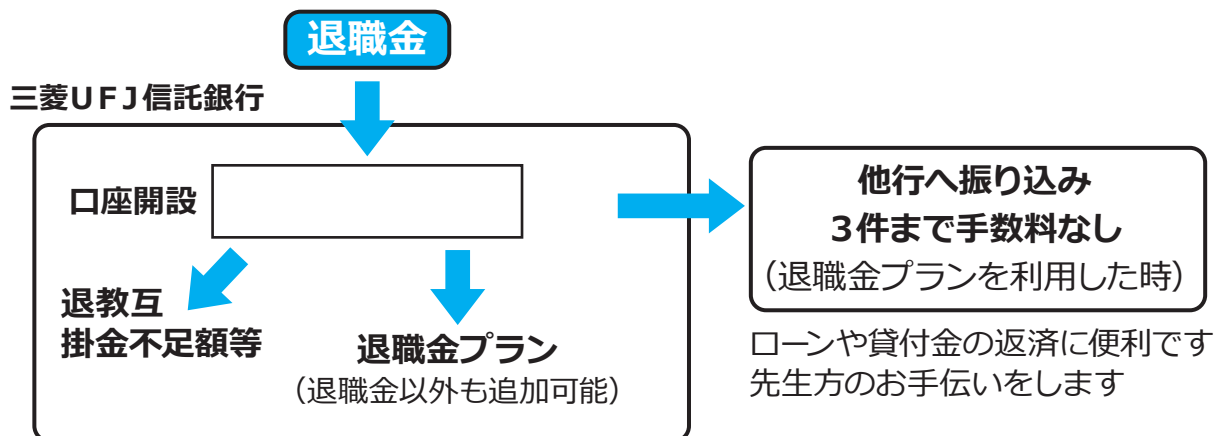 退職金
三菱UFJ信託銀行
口座開設
退教互
掛金不足額等
退職金プラン
（退職金以外も追加可能）
他行へ振り込み
３件まで手数料なし
（退職金プランを利用した時）
ローンや貸付金の返済に便利です
先生方のお手伝いをします